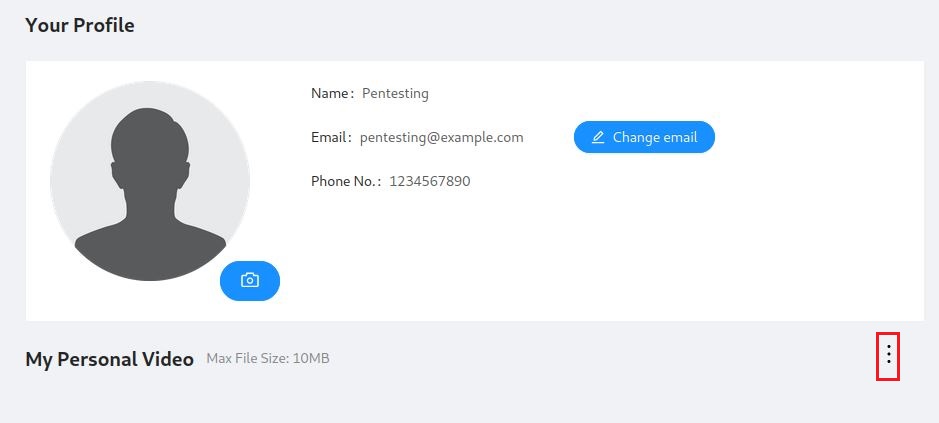 Your Profile
Name: Pentesting
Email: pentesting@example.com
Change email
Phone No.: 1234567890
My Personal Video Max File Size: 10MB